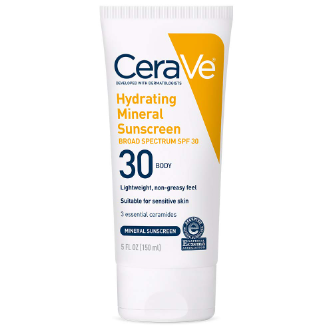 CeraVe
DEVELOPED WITH DERMATOLOGISTS
Hydrating
Mineral
Sunscreen
BROAD SPECTRUM SPF 30
30 BODY
Lightweight, non-greasy feel
Suitable for sensitive skin
3 essential ceramides
MINERAL SUNSCREEN
5 FL OZ (150 ml)